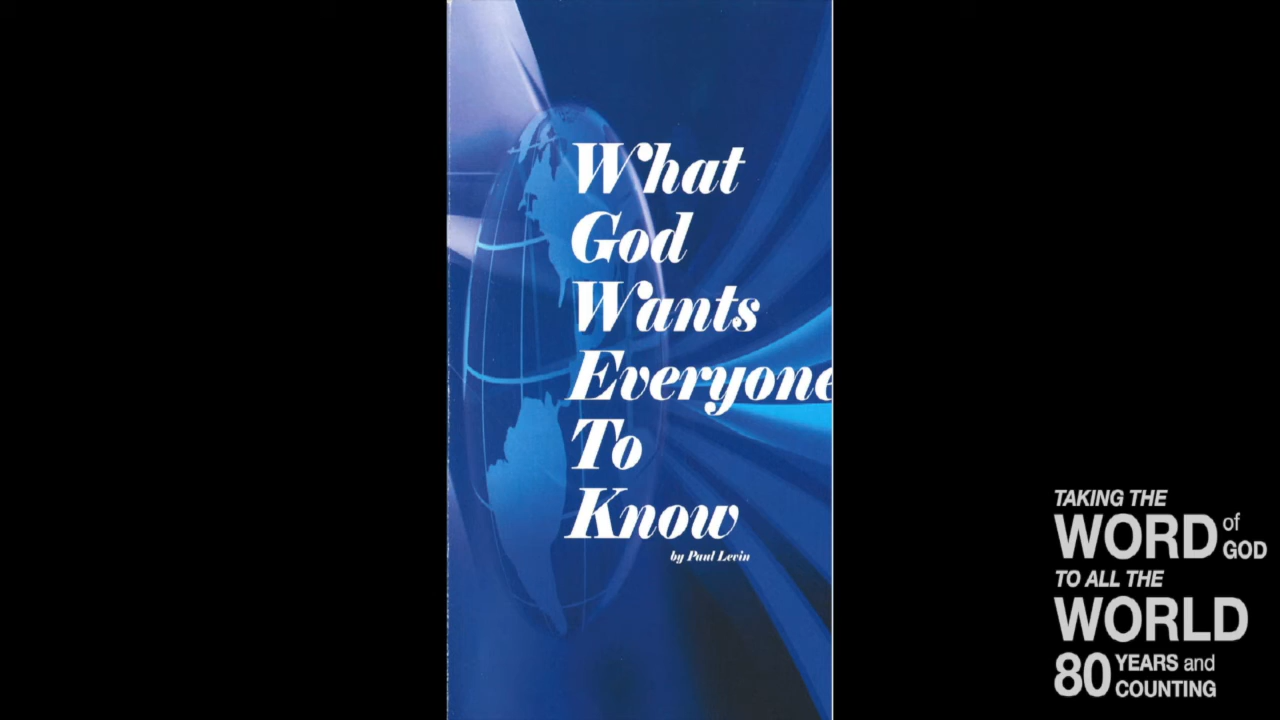 What
God
Wants
Everyone
To
Know
by Paul Levin
TAKING THE
WORD of
GOD
TO ALL THE
WORLD
80 YEARS and
COUNTING